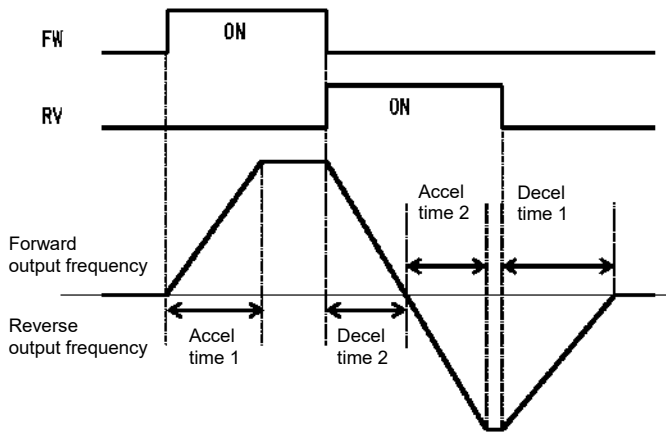 FW
ON
RV
ON
Accel
time 2
Decel
time 1
Forward
output frequency
Reverse
output frequency
Accel
time 1
Decel
time 2